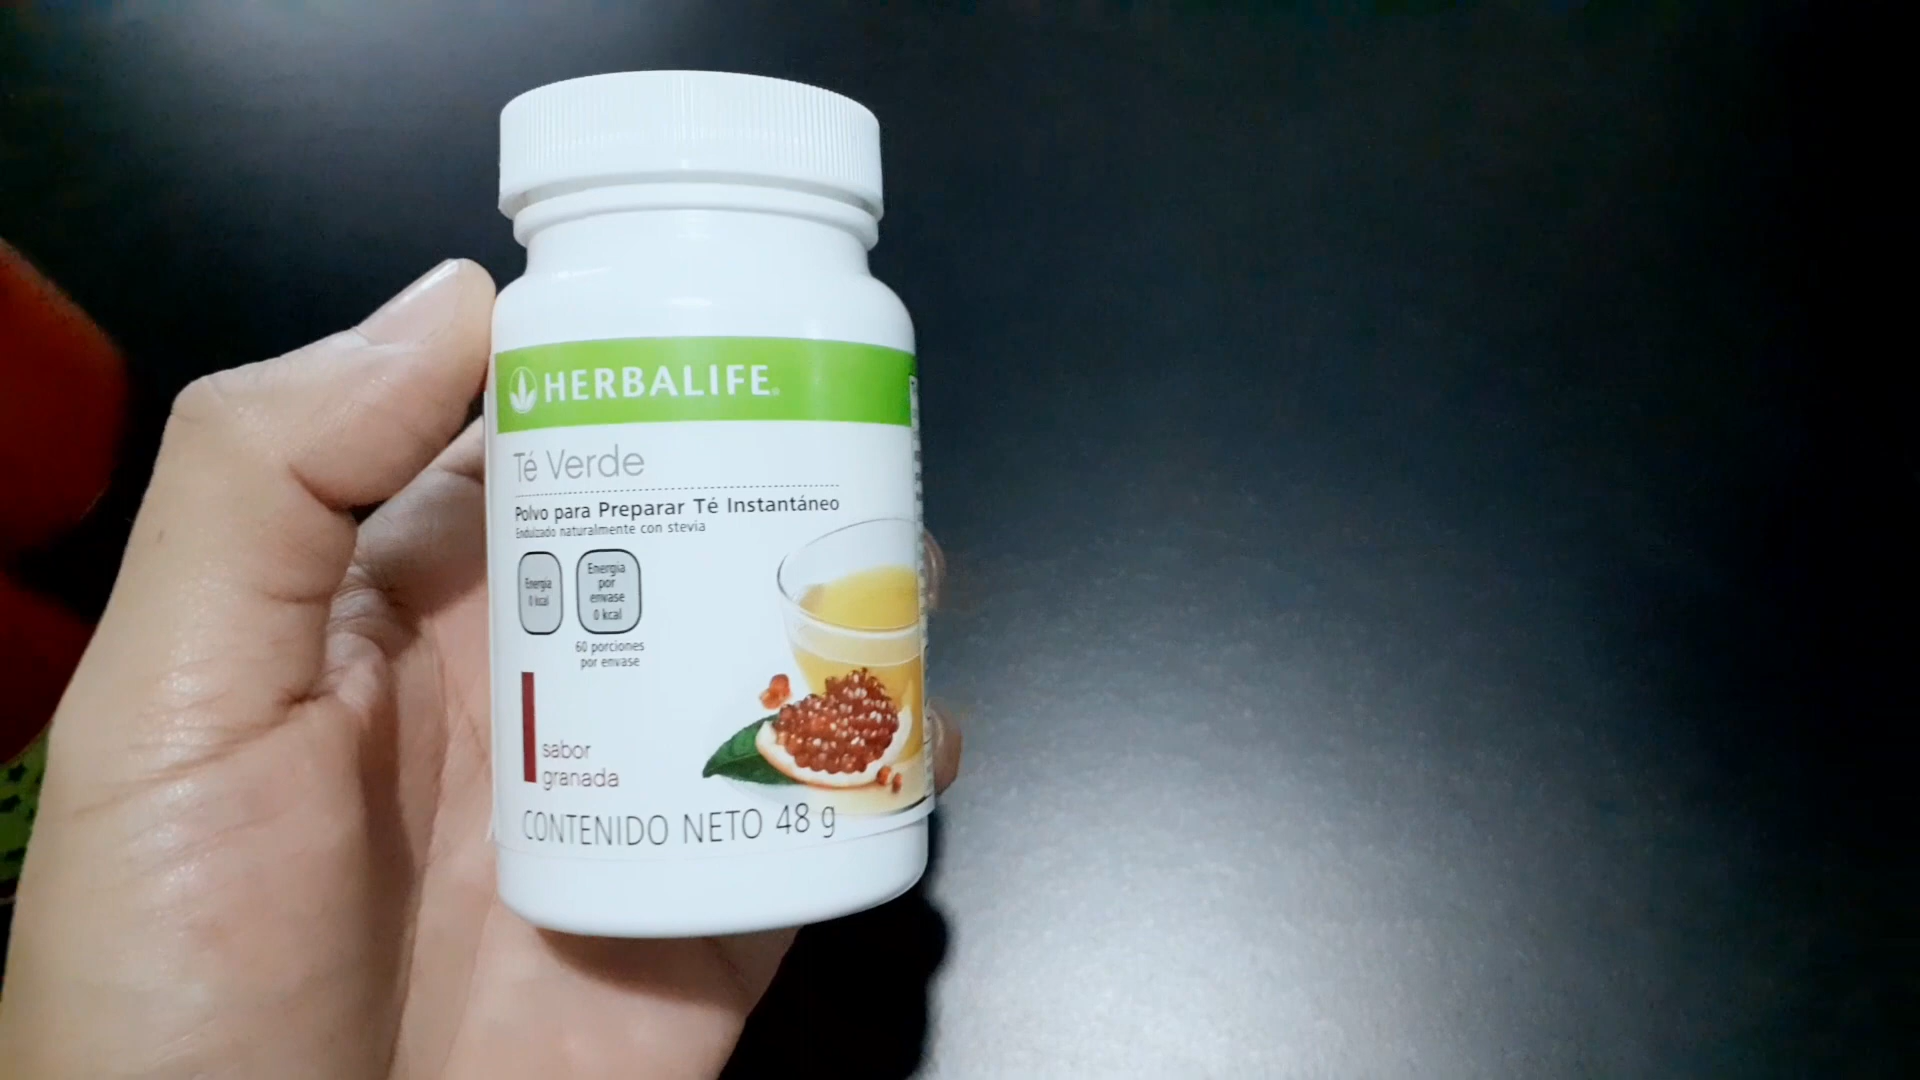 HERBALIFE
Té Verde
Polvo para Preparar Té Instantáneo
Endulzado naturalmente con stevia
Energía
0 kcal
Energía
por
envase
0 kcal
60 porciones
por envase
sabor
granada
CONTENIDO NETO 48 g